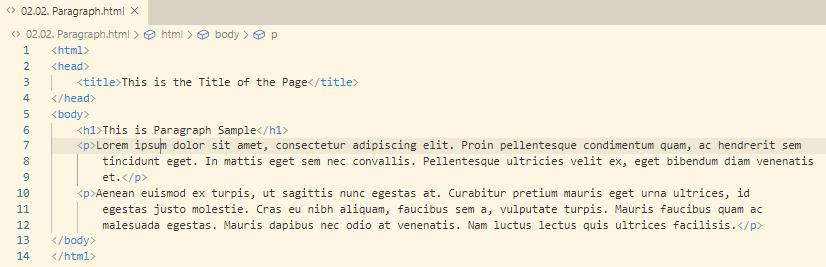 02.02. Paragraph.html
02.02. Paragraph.html > html > body > p
1 <html>
2 <head>
3 <title>This is the Title of the Page</title>
4 </head>
5 <body>
6 <h1>This is Paragraph Sample</h1>
7 <p>Lorem ipsum dolor sit amet, consectetur adipiscing elit. Proin pellentesque condimentum quam, ac hendrerit sem
8 tincidunt eget. In mattis eget sem nec convallis. Pellentesque ultricies velit ex, eget bibendum diam venenatis
9 et.</p>
10 <p>Aenean euismod ex turpis, ut sagittis nunc egestas at. Curabitur pretium mauris eget urna ultrices, id
11 egestas justo molestie. Cras eu nibh aliquam, faucibus sem a, vulputate turpis. Mauris faucibus quam ac
12 malesuada egestas. Mauris dapibus nec odio at venenatis. Nam luctus lectus quis ultrices facilisis.</p>
13 </body>
14 </html>